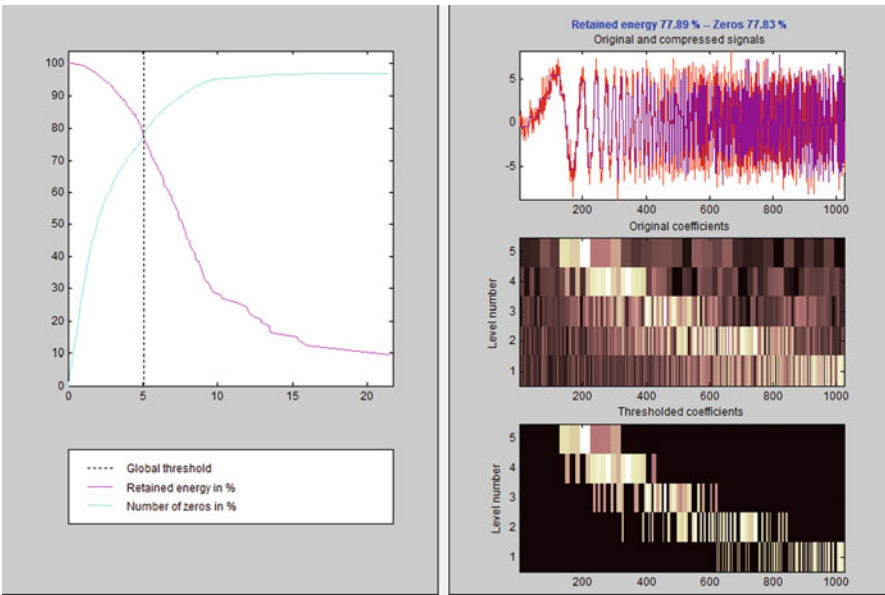 100
90
80
70
60
50
40
30
20
10
0
0 5 10 15 20
Global threshold
Retained energy in %
Number of zeros in %
Retained energy 77.89 % -- Zeros 77.83 %
Original and compressed signals
5
0
-5
200 400 600 800 1000
Original coefficients
Level number
5
4
3
2
1
200 400 600 800 1000
Thresholded coefficients
Level number
5
4
3
2
1
200 400 600 800 1000